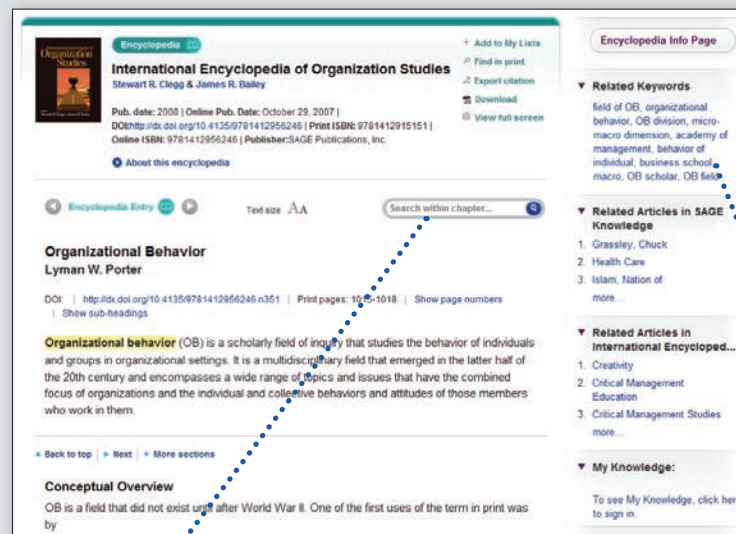 International Encyclopedia of
Organization
Studies
Encyclopedia
International Encyclopedia of Organization Studies
Stewart R. Clegg & James R. Bailey
Pub. date: 2008 | Online Pub. Date: October 29, 2007 |
DOI:http://dx.doi.org/10.4135/9781412956246 | Print ISBN: 9781412915151 |
Online ISBN: 9781412956246 | Publisher:SAGE Publications, Inc.
About this encyclopedia
+ Add to My Lists
Find in print
Export citation
Download
View full screen
Encyclopedia Entry
Text size AA
Search within chapter...
Organizational Behavior
Lyman W. Porter
DOI: | http://dx.doi.org/10.4135/9781412956246.n351 | Print pages: 1015-1018 | Show page numbers
| Show sub-headings
Organizational behavior (OB) is a scholarly field of inquiry that studies the behavior of individuals
and groups in organizational settings. It is a multidisciplinary field that emerged in the latter half of
the 20th century and encompasses a wide range of topics and issues that have the combined
focus of organizations and the individual and collective behaviors and attitudes of those members
who work in them.
Back to top | Next | More sections
Conceptual Overview
OB is a field that did not exist until after World War II. One of the first uses of the term in print was
by
Encyclopedia Info Page
Related Keywords
field of OB, organizational
behavior, OB division, micro-
macro dimension, academy of
management, behavior of
individual, business school,
macro, OB scholar, OB field
Related Articles in SAGE
Knowledge
1. Grassley, Chuck
2. Health Care
3. Islam, Nation of
more...
Related Articles in
International Encycloped...
1. Creativity
2. Critical Management
Education
3. Critical Management Studies
more...
My Knowledge:
To see My Knowledge, click here
to sign in.